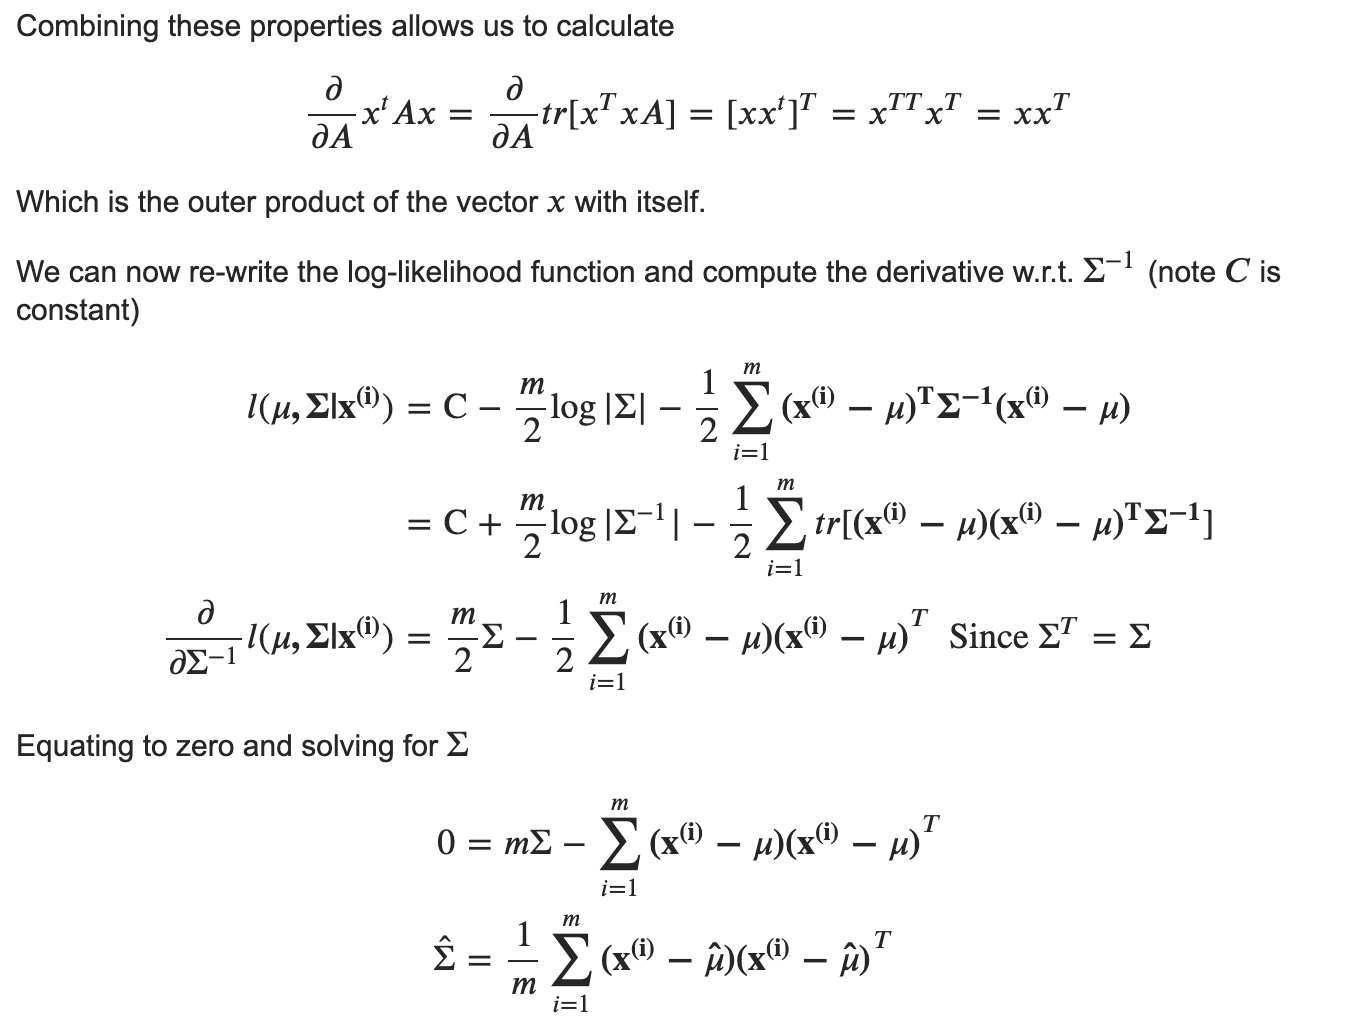 Combining these properties allows us to calculate
∂/∂A x^t Ax = ∂/∂A tr[x^T xA] = [xx^t]^T = x^{TT} x^T = xx^T
Which is the outer product of the vector x with itself.
We can now re-write the log-likelihood function and compute the derivative w.r.t. Σ^{−1} (note C is
constant)
l(μ, Σ|x^{(i)}) = C − m/2 log |Σ| − 1/2 ∑_{i=1}^{m} (x^{(i)} − μ)^T Σ^{−1} (x^{(i)} − μ)
= C + m/2 log |Σ^{−1}| − 1/2 ∑_{i=1}^{m} tr[(x^{(i)} − μ)(x^{(i)} − μ)^T Σ^{−1}]
∂/∂Σ^{−1} l(μ, Σ|x^{(i)}) = m/2 Σ − 1/2 ∑_{i=1}^{m} (x^{(i)} − μ)(x^{(i)} − μ)^T Since Σ^T = Σ
Equating to zero and solving for Σ
0 = mΣ − ∑_{i=1}^{m} (x^{(i)} − μ)(x^{(i)} − μ)^T
Σ̂ = 1/m ∑_{i=1}^{m} (x^{(i)} − μ̂)(x^{(i)} − μ̂)^T